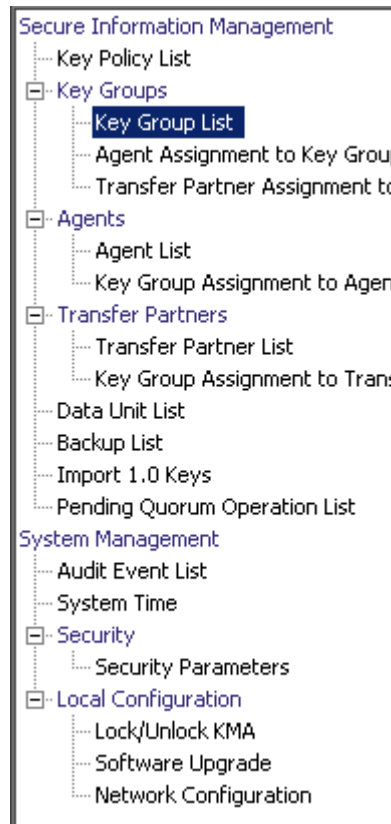 Secure Information Management
Key Policy List
Key Groups
Key Group List
Agent Assignment to Key Grou
Transfer Partner Assignment to
Agents
Agent List
Key Group Assignment to Agen
Transfer Partners
Transfer Partner List
Key Group Assignment to Trans
Data Unit List
Backup List
Import 1.0 Keys
Pending Quorum Operation List
System Management
Audit Event List
System Time
Security
Security Parameters
Local Configuration
Lock/Unlock KMA
Software Upgrade
Network Configuration